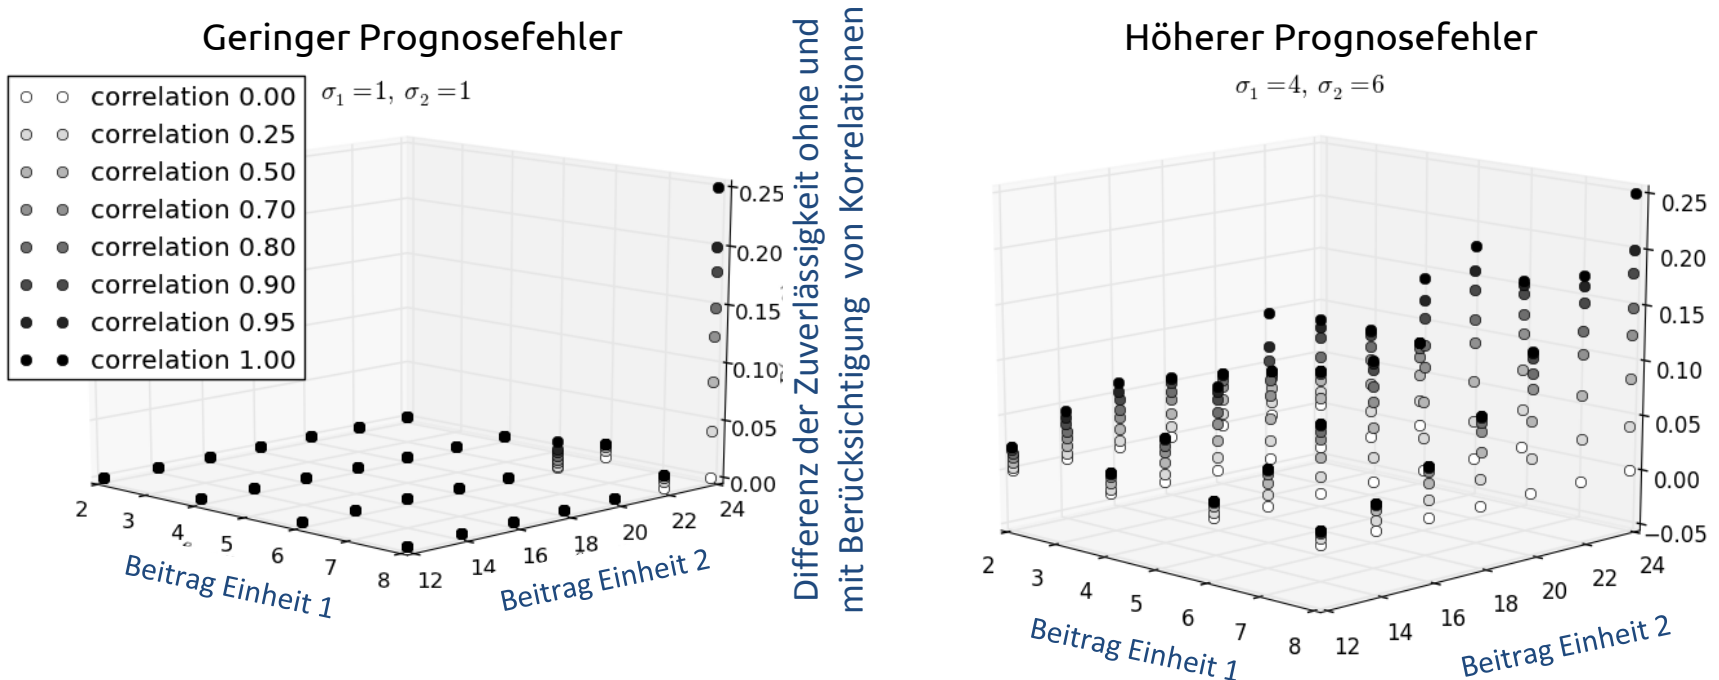 Geringer Prognosefehler
σ₁ =1, σ₂ =1
correlation 0.00
correlation 0.25
correlation 0.50
correlation 0.70
correlation 0.80
correlation 0.90
correlation 0.95
correlation 1.00
0.25
0.20
0.15
0.10
0.05
0.00
2 3 4 5 6 7 8
12 14 16 18 20 22 24
Beitrag Einheit 1
Beitrag Einheit 2
Differenz der Zuverlässigkeit ohne und
mit Berücksichtigung von Korrelationen
Höherer Prognosefehler
σ₁ =4, σ₂ =6
0.25
0.20
0.15
0.10
0.05
0.00
−0.05
2 3 4 5 6 7 8
12 14 16 18 20 22 24
Beitrag Einheit 1
Beitrag Einheit 2